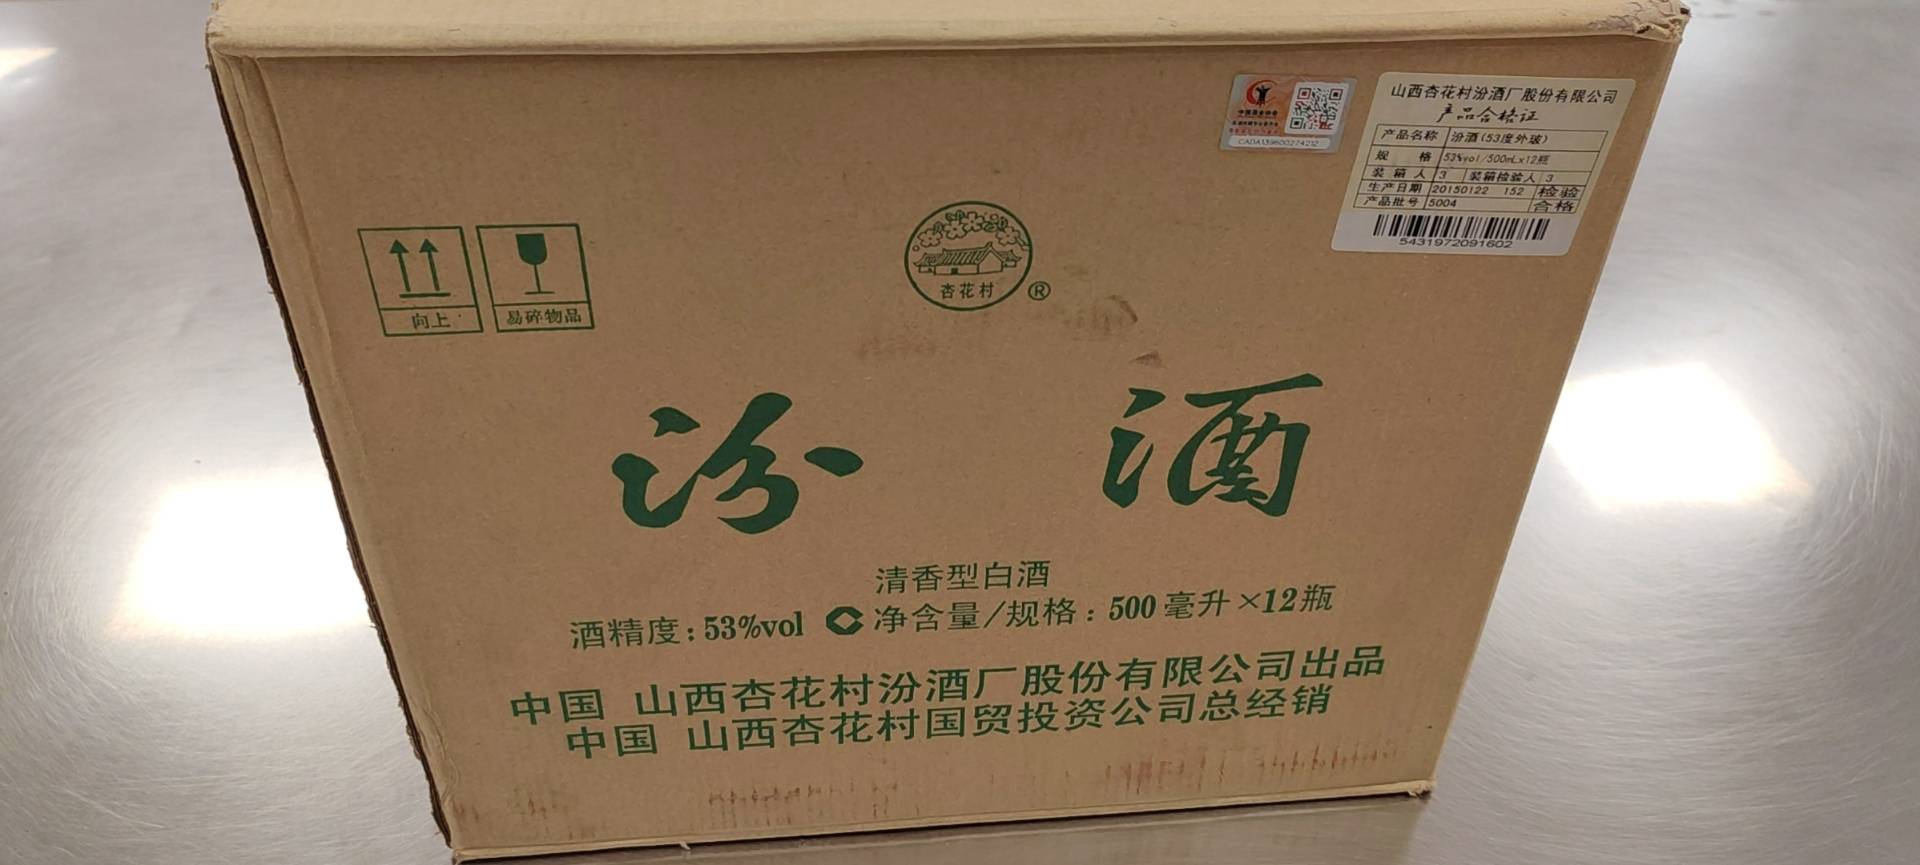 CADA139600274212
山西杏花村汾酒厂股份有限公司
产品合格证
产品名称 汾酒(53度外玻)
规 格 53%vol/500mL×12瓶
装箱人 3 装箱检验人 3
生产日期 20150122 152 检验
产品批号 5004 合格
5431972091602
杏花村
®
向上 易碎物品
汾 酒
清香型白酒
酒精度:53%vol 净含量/规格:500毫升×12瓶
中国 山西杏花村汾酒厂股份有限公司出品
中国 山西杏花村国贸投资公司总经销